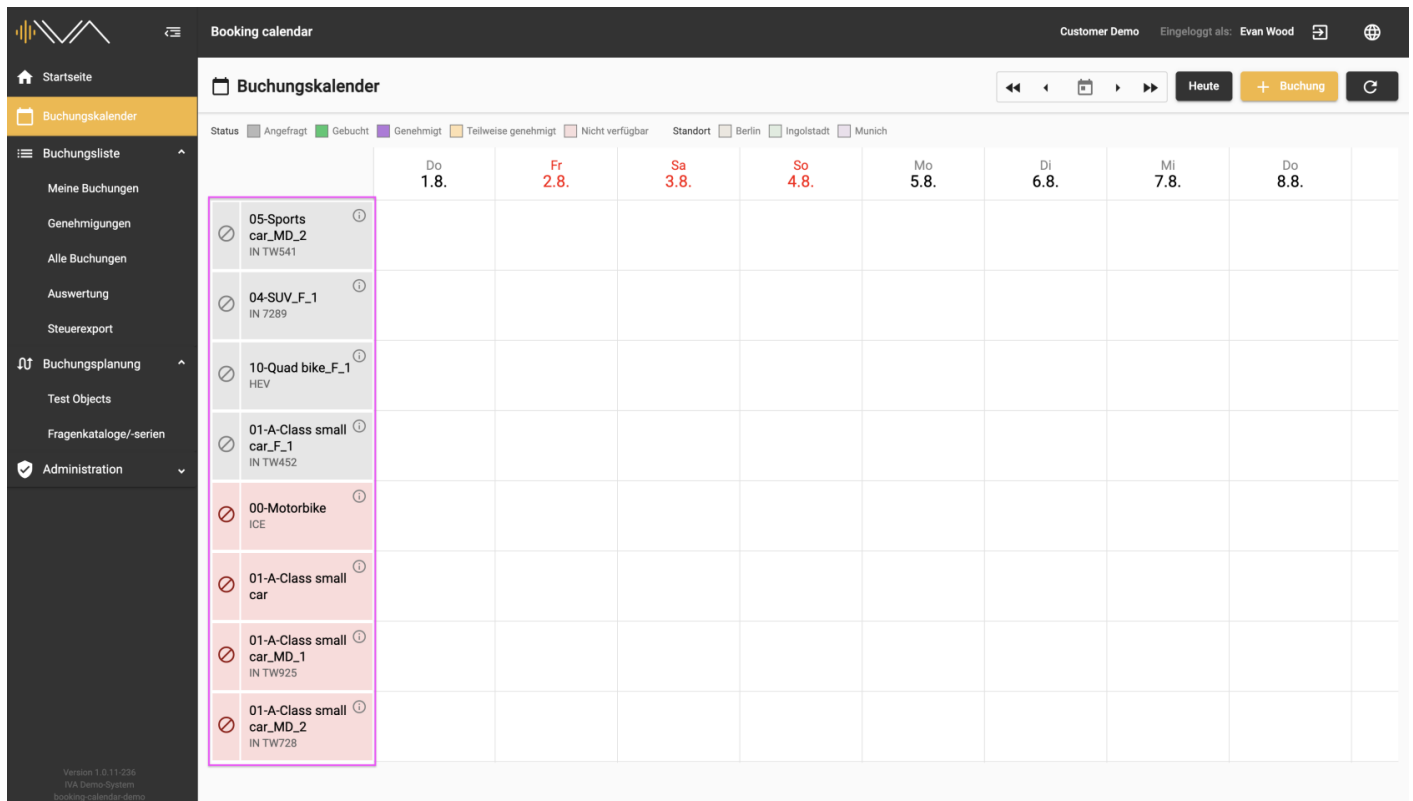 IVA
Booking calendar
Customer Demo Eingeloggt als: Evan Wood
Startseite
Buchungskalender
Buchungsliste
Meine Buchungen
Genehmigungen
Alle Buchungen
Auswertung
Steuerexport
Buchungsplanung
Test Objects
Fragenkataloge/-serien
Administration
Version 1.0.11-236
IVA Demo-System
booking-calendar-demo
Buchungskalender
Heute
+ Buchung
Status Angefragt Gebucht Genehmigt Teilweise genehmigt Nicht verfügbar Standort Berlin Ingolstadt Munich
Do Fr Sa So Mo Di Mi Do
1.8. 2.8. 3.8. 4.8. 5.8. 6.8. 7.8. 8.8.
05-Sports
car_MD_2
IN TW541
04-SUV_F_1
IN 7289
10-Quad bike_F_1
HEV
01-A-Class small
car_F_1
IN TW452
00-Motorbike
ICE
01-A-Class small
car
01-A-Class small
car_MD_1
IN TW925
01-A-Class small
car_MD_2
IN TW728